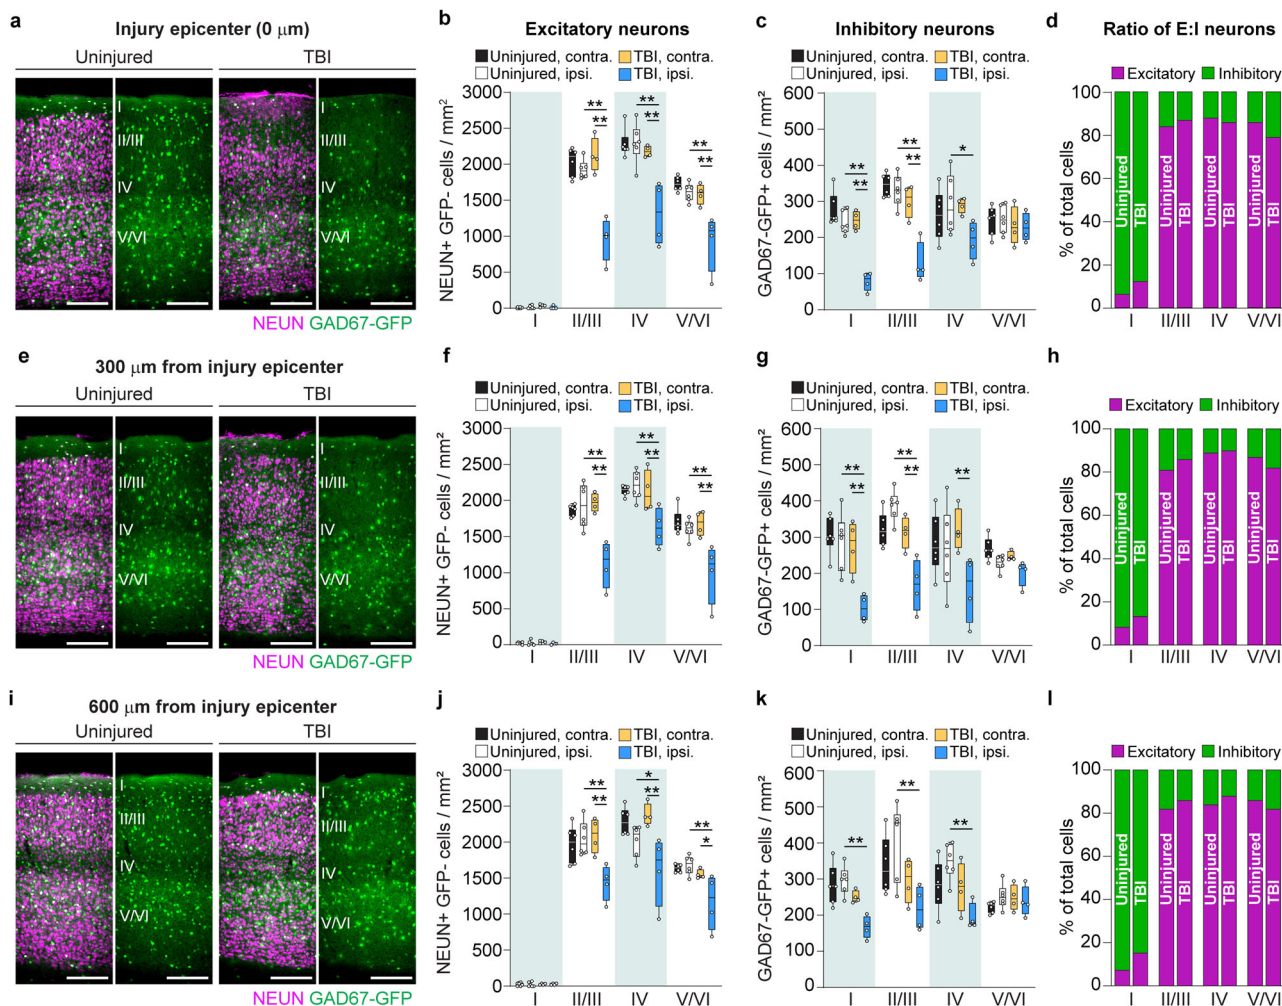 a
Injury epicenter (0 μm)
Uninjured
TBI
I
II/III
IV
V/VI
NEUN GAD67-GFP
b
Excitatory neurons
Uninjured, contra.
TBI, contra.
Uninjured, ipsi.
TBI, ipsi.
NEUN+ GFP- cells / mm²
3000
2500
2000
1500
1000
500
0
** ** ** ** ** **
I II/III IV V/VI
c
Inhibitory neurons
Uninjured, contra.
TBI, contra.
Uninjured, ipsi.
TBI, ipsi.
GAD67-GFP+ cells / mm²
600
500
400
300
200
100
0
** ** ** ** *
I II/III IV V/VI
d
Ratio of E:I neurons
Excitatory
Inhibitory
% of total cells
100
80
60
40
20
0
Uninjured TBI Uninjured TBI Uninjured TBI Uninjured TBI
I II/III IV V/VI
e
300 μm from injury epicenter
Uninjured
TBI
I
II/III
IV
V/VI
NEUN GAD67-GFP
f
Uninjured, contra.
TBI, contra.
Uninjured, ipsi.
TBI, ipsi.
NEUN+ GFP- cells / mm²
3000
2500
2000
1500
1000
500
0
** ** ** ** ** **
I II/III IV V/VI
g
Uninjured, contra.
TBI, contra.
Uninjured, ipsi.
TBI, ipsi.
GAD67-GFP+ cells / mm²
600
500
400
300
200
100
0
** ** ** ** **
I II/III IV V/VI
h
Excitatory
Inhibitory
% of total cells
100
80
60
40
20
0
Uninjured TBI Uninjured TBI Uninjured TBI Uninjured TBI
I II/III IV V/VI
i
600 μm from injury epicenter
Uninjured
TBI
I
II/III
IV
V/VI
NEUN GAD67-GFP
j
Uninjured, contra.
TBI, contra.
Uninjured, ipsi.
TBI, ipsi.
NEUN+ GFP- cells / mm²
3000
2500
2000
1500
1000
500
0
** ** * ** ** *
I II/III IV V/VI
k
Uninjured, contra.
TBI, contra.
Uninjured, ipsi.
TBI, ipsi.
GAD67-GFP+ cells / mm²
600
500
400
300
200
100
0
** ** **
I II/III IV V/VI
l
Excitatory
Inhibitory
% of total cells
100
80
60
40
20
0
Uninjured TBI Uninjured TBI Uninjured TBI Uninjured TBI
I II/III IV V/VI